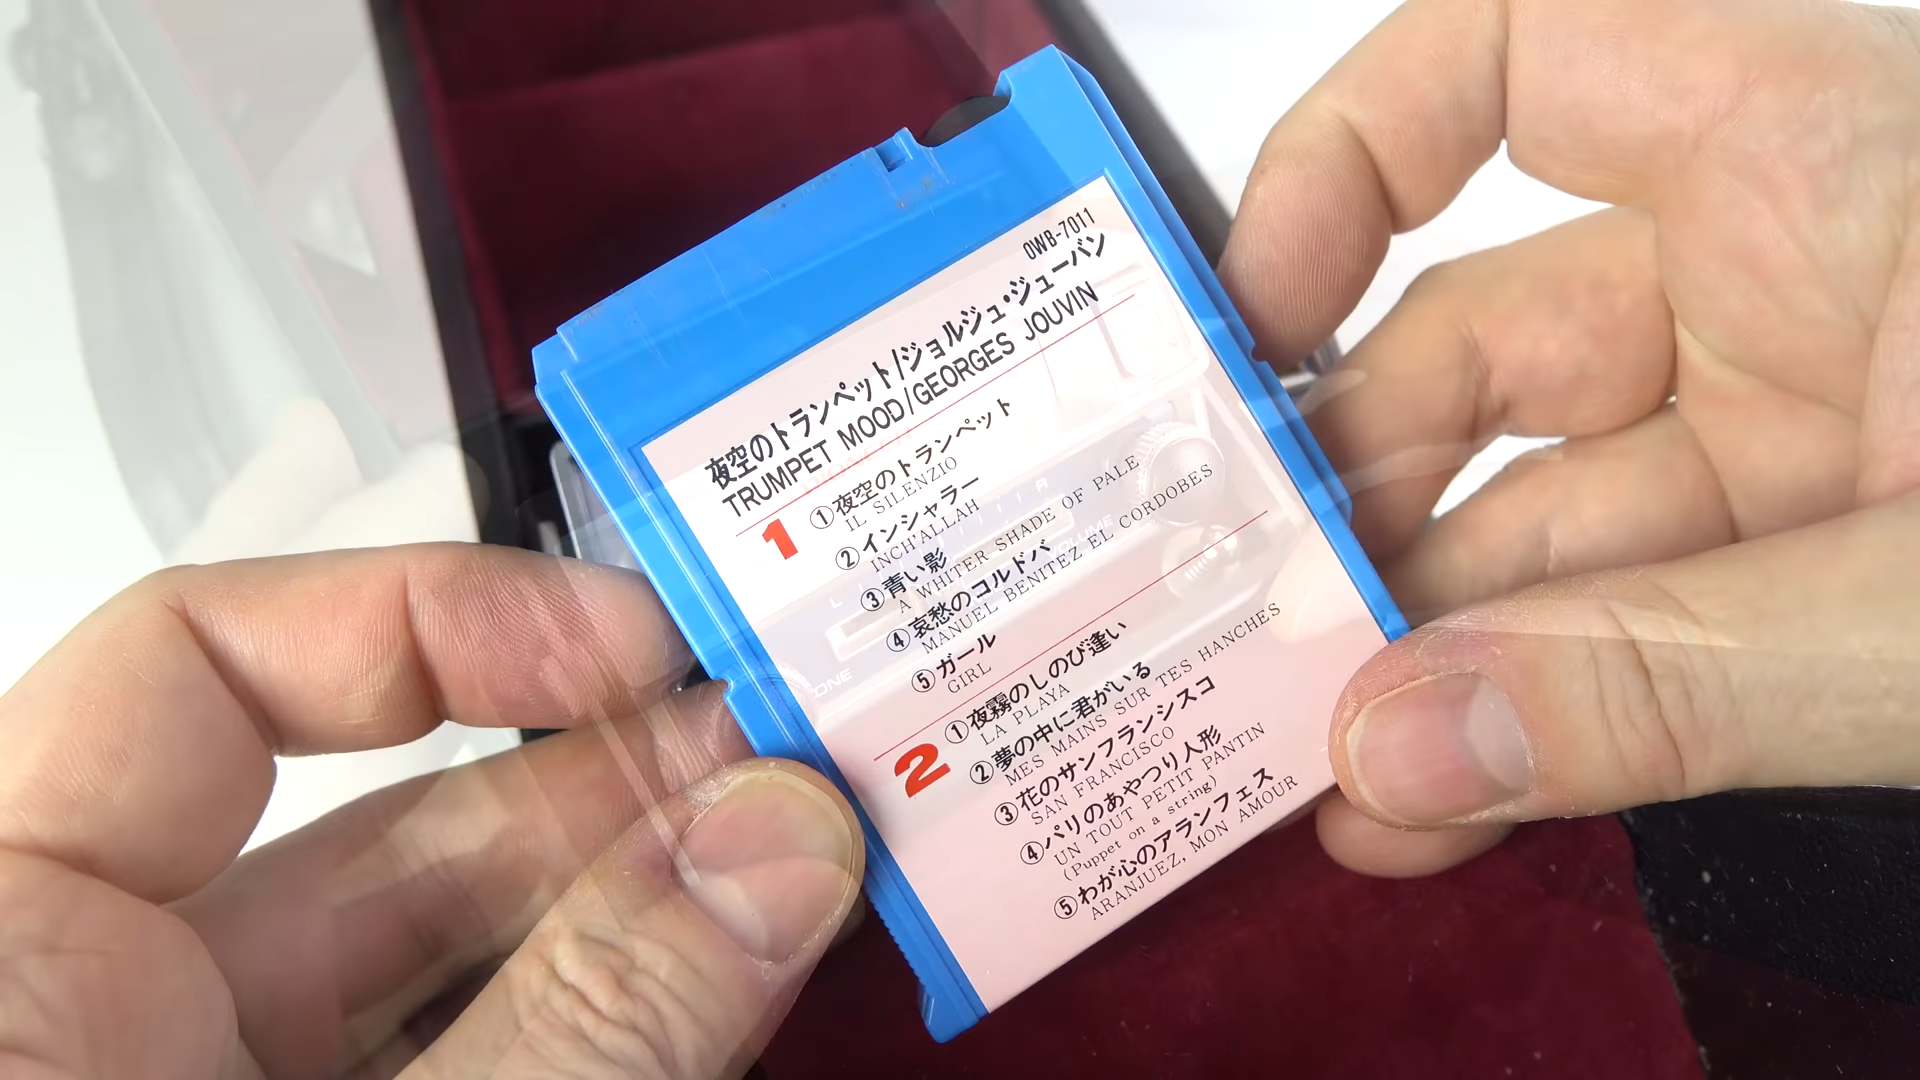 OWB-7011
夜空のトランペット/ジョルジュ・ジューバン
TRUMPET MOOD/GEORGES JOUVIN
1
①夜空のトランペット
IL SILENZIO
②インシャラー
INCH'ALLAH
③青い影
A WHITER SHADE OF PALE
④哀愁のコルドバ
MANUEL BENITEZ EL CORDOBES
⑤ガール
GIRL
2
①夜霧のしのび逢い
LA PLAYA
②夢の中に君がいる
MES MAINS SUR TES HANCHES
③花のサンフランシスコ
SAN FRANCISCO
④パリのあやつり人形
UN TOUT PETIT PANTIN
(Puppet on a string)
⑤わが心のアランフェス
ARANJUEZ, MON AMOUR
L
R
VOLUME